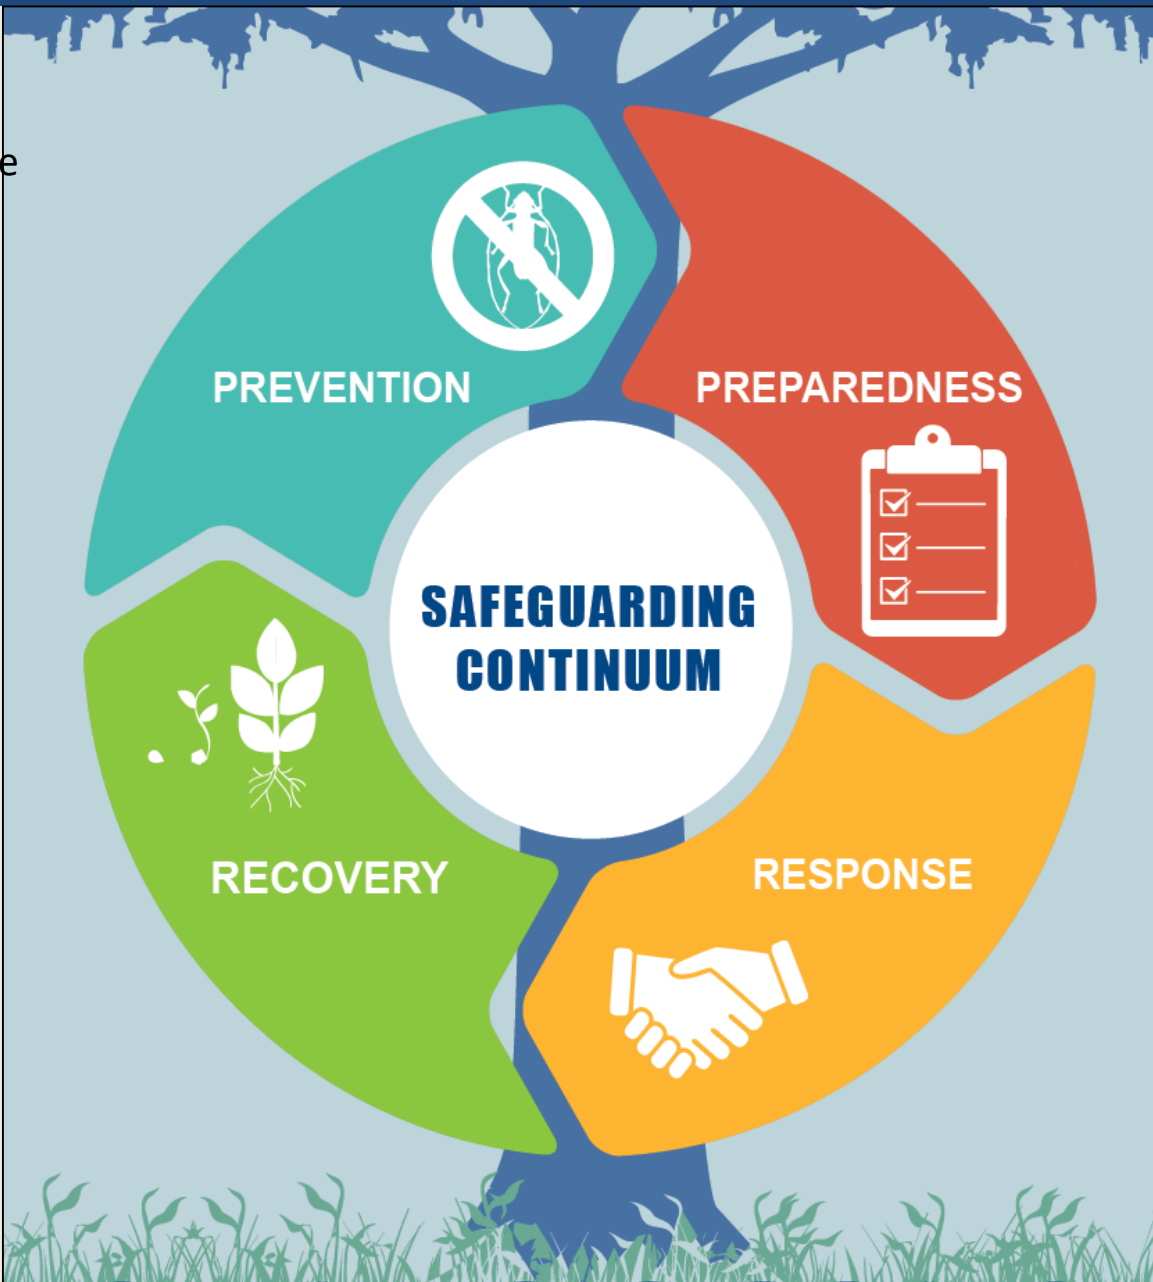 e
PREVENTION
PREPAREDNESS
SAFEGUARDING
CONTINUUM
RECOVERY
RESPONSE